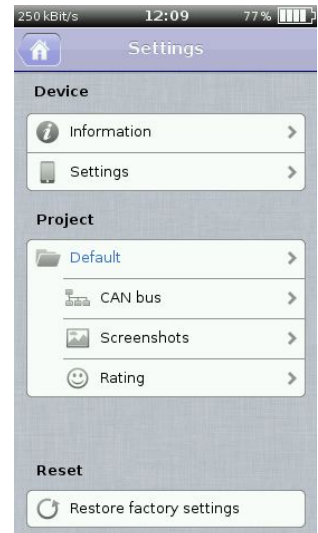 250 kBit/s 12:09 77%
Settings
Device
Information
Settings
Project
Default
CAN bus
Screenshots
Rating
Reset
Restore factory settings